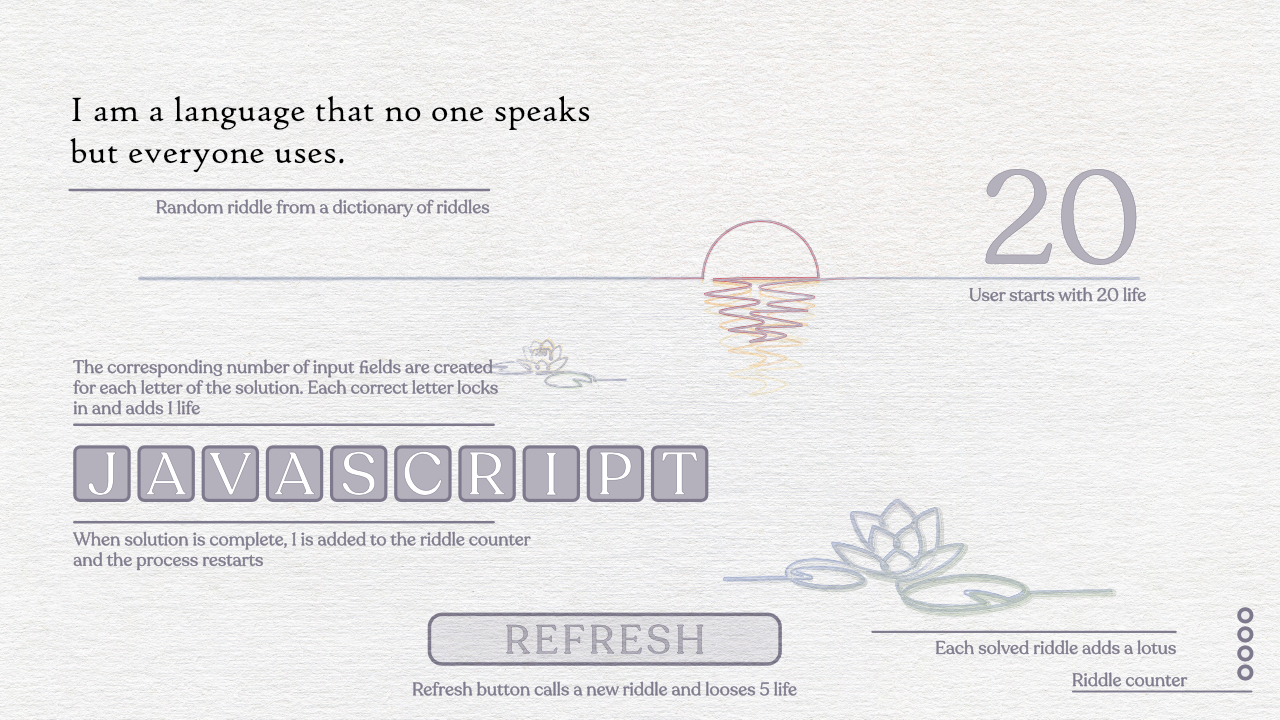 I am a language that no one speaks
but everyone uses.
Random riddle from a dictionary of riddles
20
User starts with 20 life
The corresponding number of input fields are created
for each letter of the solution. Each correct letter locks
in and adds 1 life
JAVASCRIPT
When solution is complete, 1 is added to the riddle counter
and the process restarts
REFRESH
Refresh button calls a new riddle and looses 5 life
Each solved riddle adds a lotus
Riddle counter